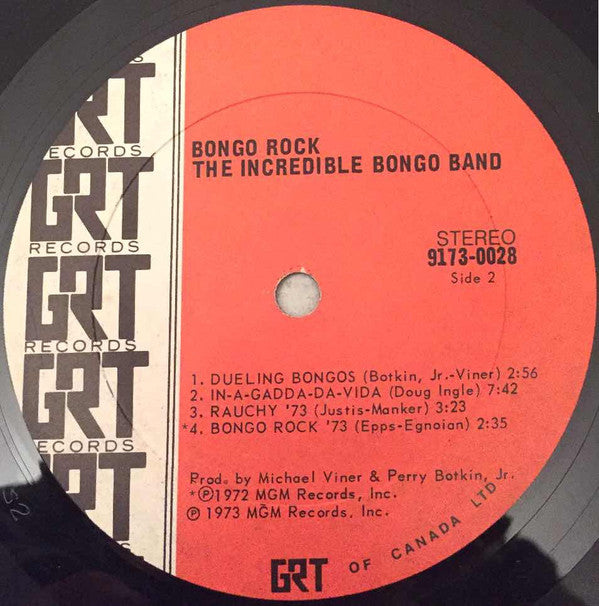 RECORDS
GRT
RECORDS
GRT
RECORDS
GRT
RECORDS
GRT
RECORDS
GRT
BONGO ROCK
THE INCREDIBLE BONGO BAND
STEREO
9173-0028
Side 2
1. DUELING BONGOS (Botkin, Jr.-Viner) 2:56
2. IN-A-GADDA-DA-VIDA (Doug Ingle) 7:42
3. RAUCHY '73 (Justis-Manker) 3:23
*4. BONGO ROCK '73 (Epps-Egnoian) 2:35
Prod. by Michael Viner & Perry Botkin, Jr.
*Ⓟ1972 MGM Records, Inc.
Ⓟ 1973 MGM Records, Inc.
GRT OF CANADA LTD